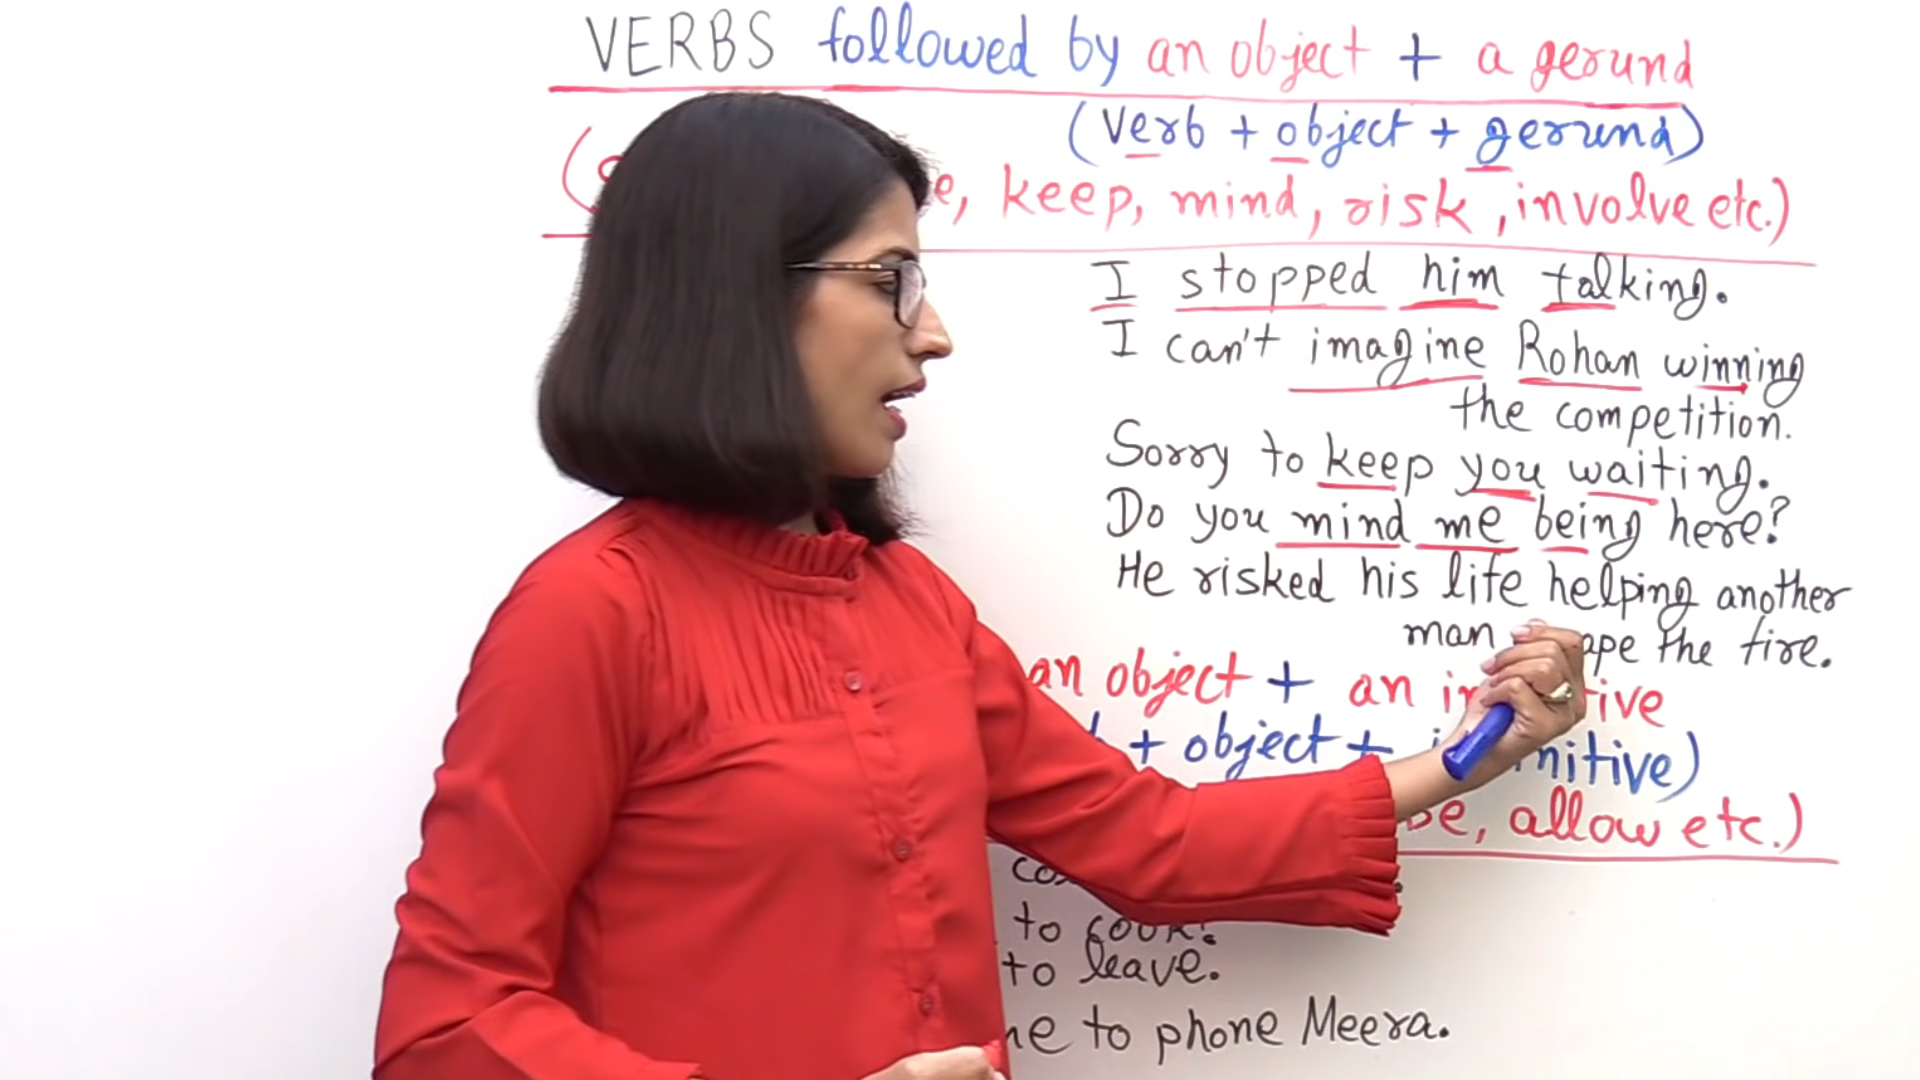 VERBS followed by an object + a gerund
(verb + object + gerund)
keep, mind, risk, involve etc.)
I stopped him talking.
I can't imagine Rohan winning
the competition.
Sorry to keep you waiting.
Do you mind me being here?
He risked his life helping another
man the fire.
an object + an
+ object +
allow etc.)
to cook.
to leave.
to phone Meera.